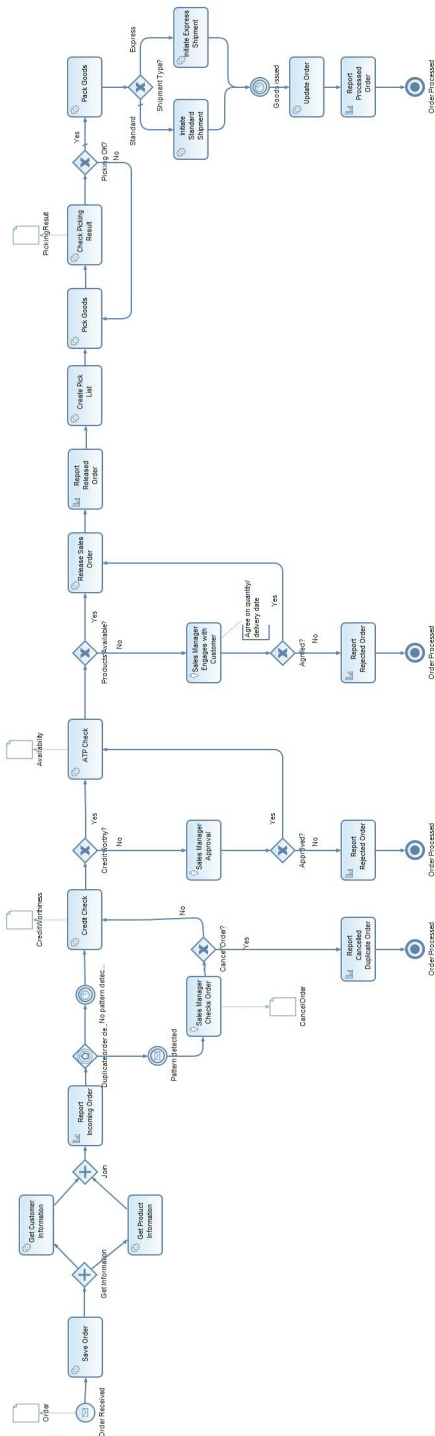 Order
Order Received
Save Order
Get Information
Get Customer
Information
Get Product
Information
Join
Report
Incoming Order
Duplicate order de...
No pattern detec...
Pattern detected
Sales Manager
Checks Order
CancelOrder
CancelOrder?
No
Yes
Report
Cancelled
Duplicate Order
Order Processed
Credit Check
CreditWorthiness
CreditWorthy?
Yes
No
Sales Manager
Approval
Approved?
Yes
No
Report
Rejected Order
Order Processed
ATP Check
Availability
ProductsAvailable?
Yes
No
Sales Manager
Engages with
Customer
Agree on quantity/
delivery date
Agreed?
Yes
No
Report
Rejected Order
Order Processed
Release Sales
Order
Report
Released
Order
Create Pick
List
Pick Goods
Check Picking
Result
PickingResult
Picking OK?
Yes
No
Pack Goods
Shipment Type?
Express
Standard
Initiate Express
Shipment
Initiate
Standard
Shipment
Goods issued
Update Order
Report
Processed
Order
Order Processed